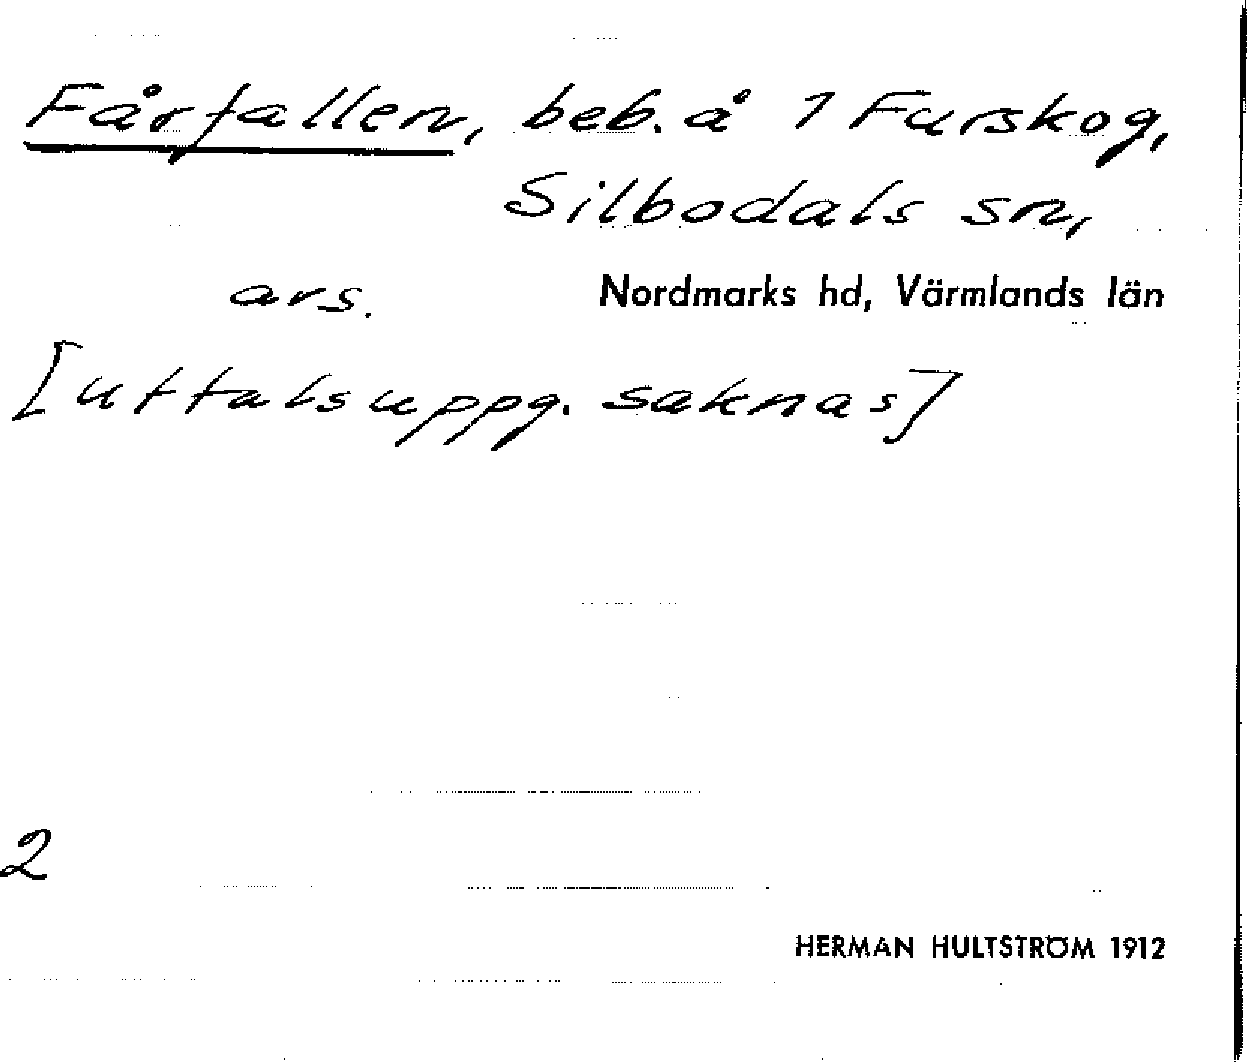 Fårfallen, beb. å 1 Furskog,
Silbodals sn,
ars. Nordmarks hd, Värmlands län
[uttalsuppg. saknas]
2
HERMAN HULTSTRÖM 1912